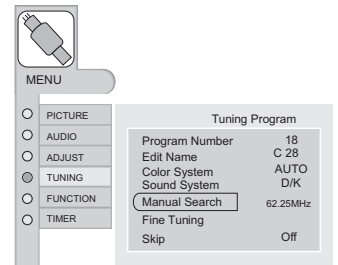 MENU
PICTURE
AUDIO
ADJUST
TUNING
FUNCTION
TIMER
Tuning Program
Program Number 18
Edit Name C 28
Color System AUTO
Sound System D/K
Manual Search 62.25MHz
Fine Tuning
Skip Off